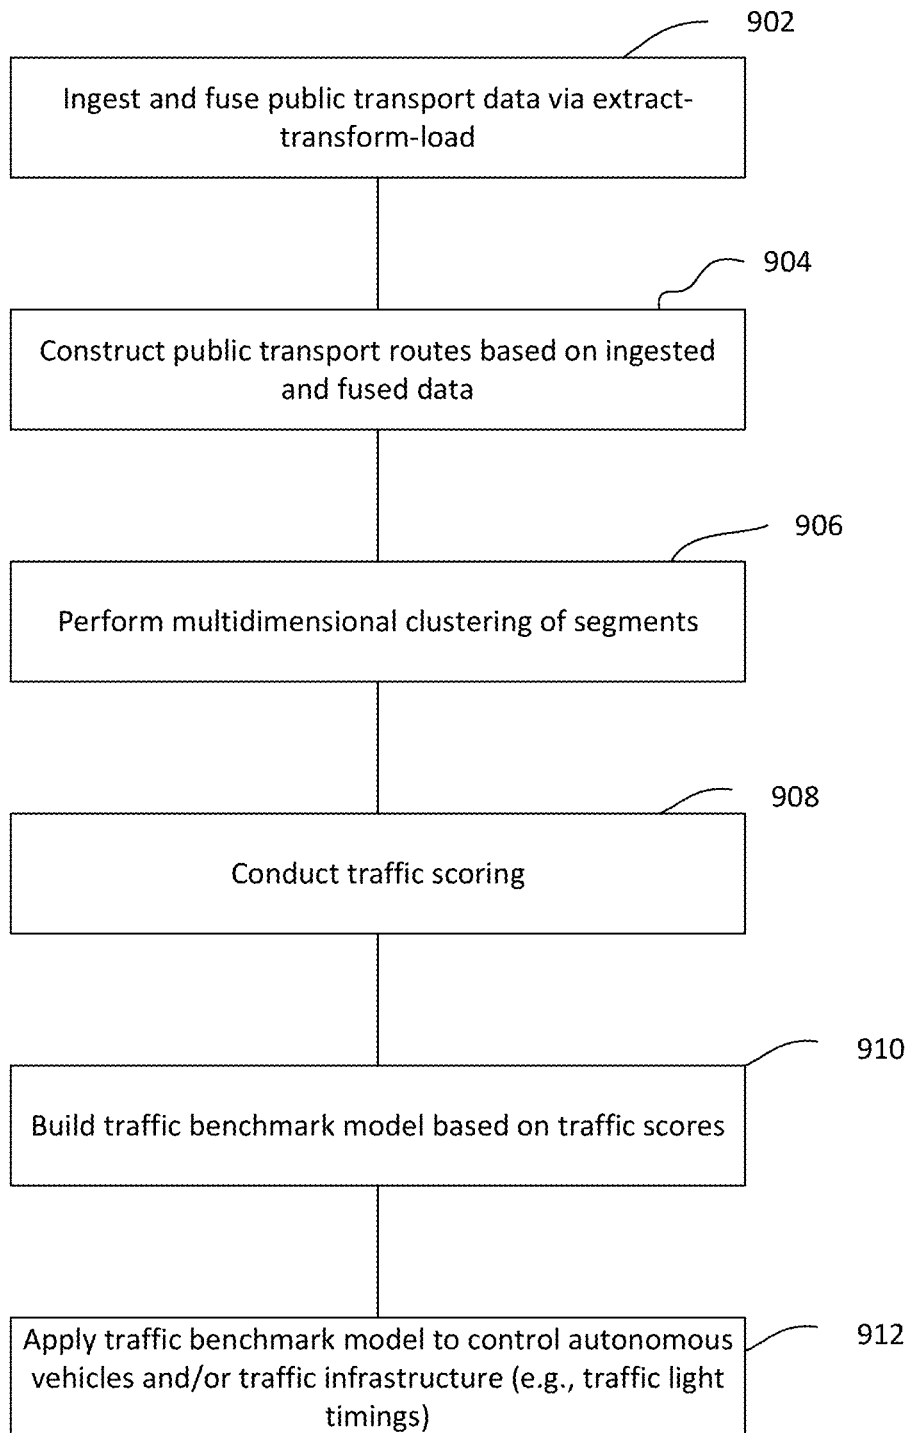 902
Ingest and fuse public transport data via extract-
transform-load
904
Construct public transport routes based on ingested
and fused data
906
Perform multidimensional clustering of segments
908
Conduct traffic scoring
910
Build traffic benchmark model based on traffic scores
912
Apply traffic benchmark model to control autonomous
vehicles and/or traffic infrastructure (e.g., traffic light
timings)